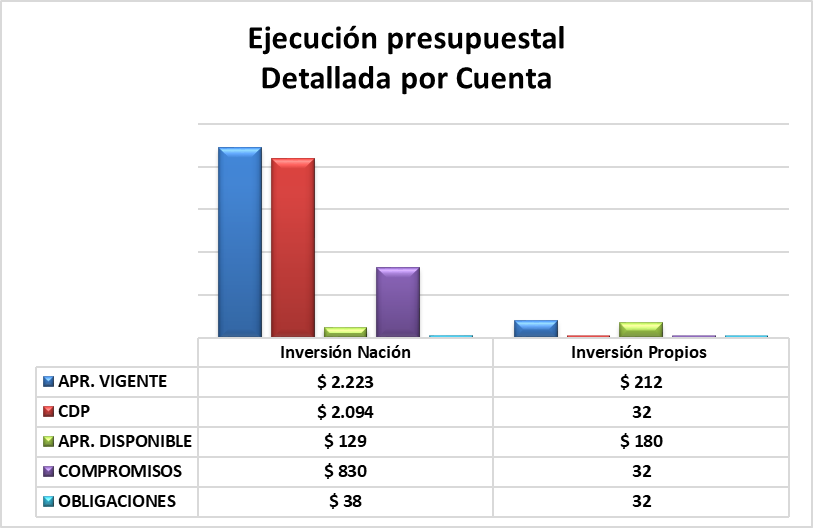 Ejecución presupuestal
Detallada por Cuenta
Inversión Nación Inversión Propios
APR. VIGENTE $ 2.223 $ 212
CDP $ 2.094 32
APR. DISPONIBLE $ 129 $ 180
COMPROMISOS $ 830 32
OBLIGACIONES $ 38 32